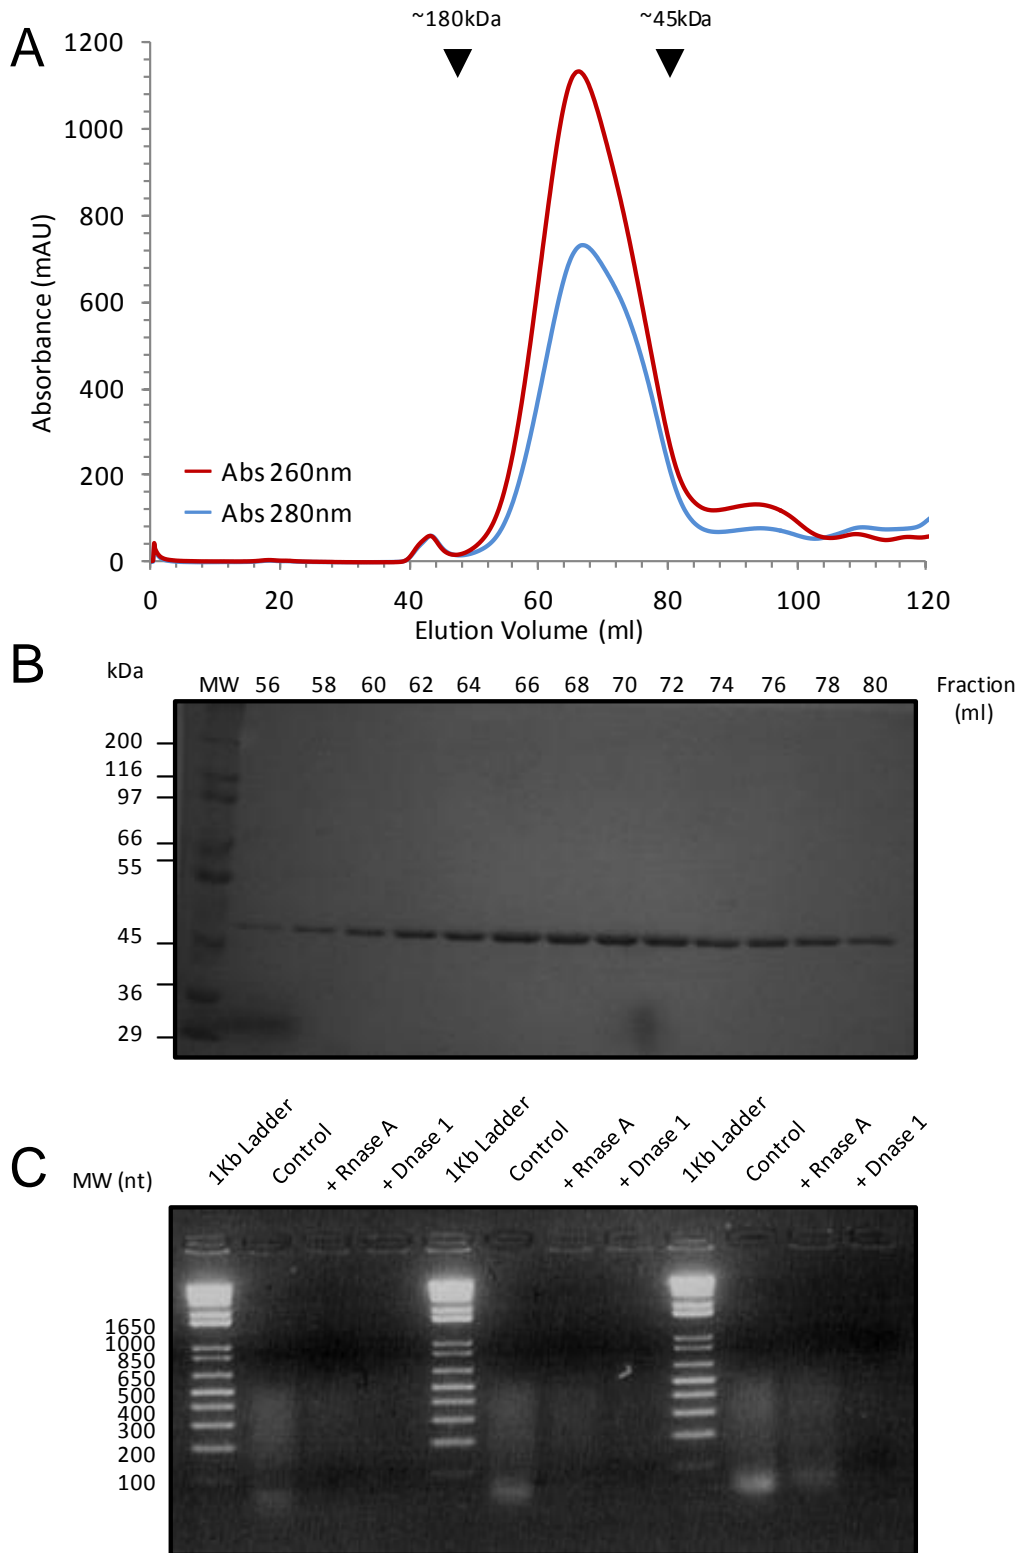 A
~180kDa
~45kDa
1200
1000
800
600
400
200
0
Absorbance (mAU)
Abs 260nm
Abs 280nm
0 20 40 60 80 100 120
Elution Volume (ml)
B
kDa
MW 56 58 60 62 64 66 68 70 72 74 76 78 80
Fraction
(ml)
200
116
97
66
55
45
36
29
C
MW (nt)
1Kb Ladder
Control
+ Rnase A
+ Dnase 1
1Kb Ladder
Control
+ Rnase A
+ Dnase 1
1Kb Ladder
Control
+ Rnase A
+ Dnase 1
1650
1000
850
650
500
400
300
200
100